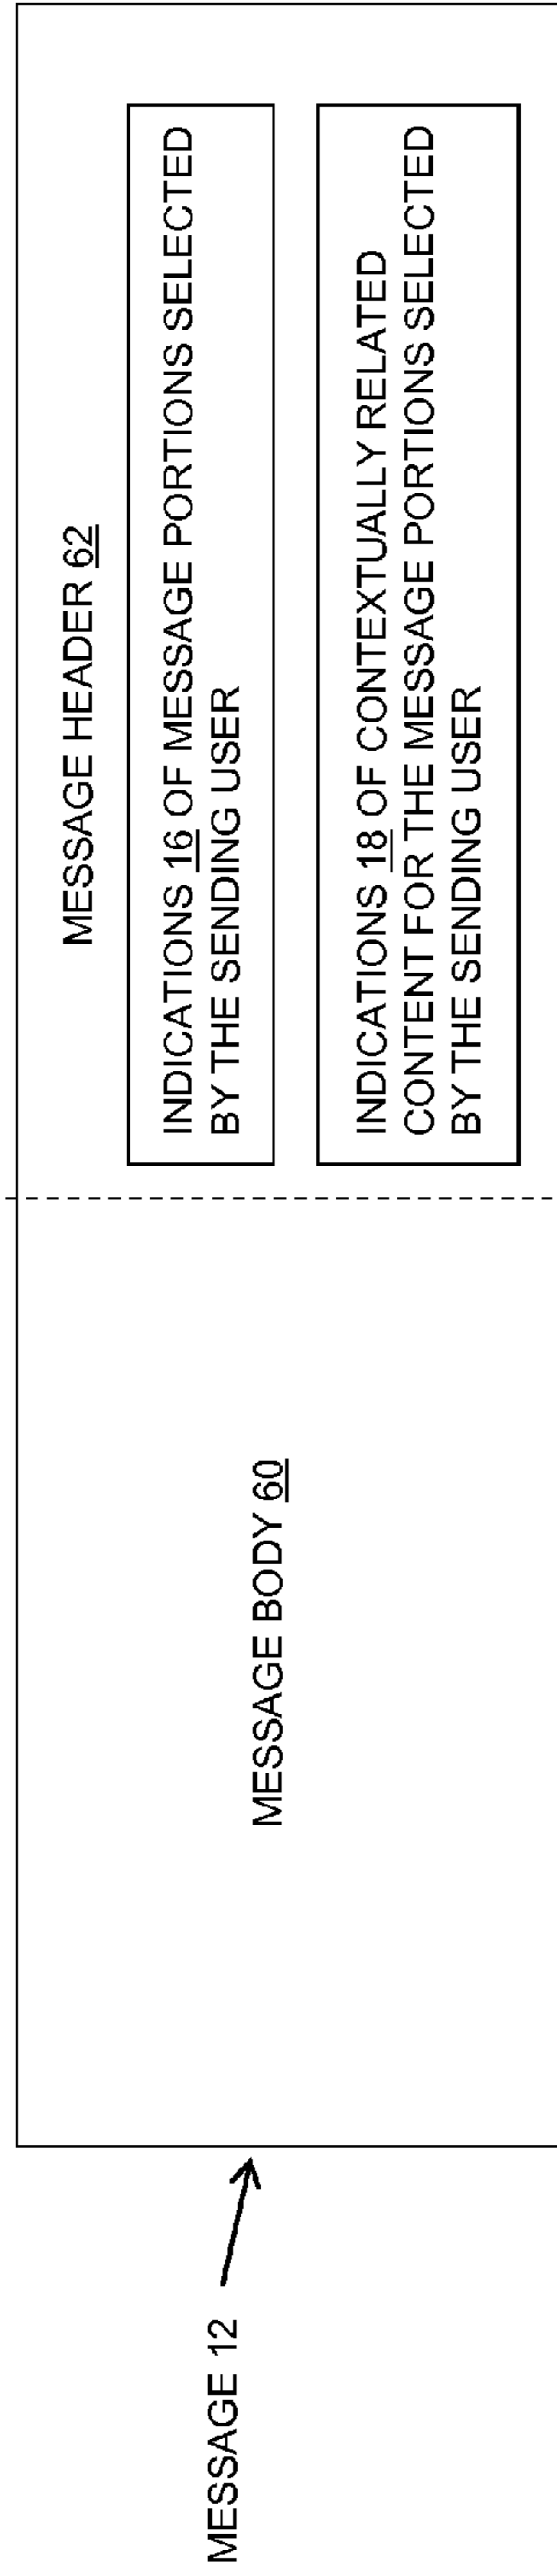 MESSAGE 12
MESSAGE BODY 60
MESSAGE HEADER 62
INDICATIONS 16 OF MESSAGE PORTIONS SELECTED
BY THE SENDING USER
INDICATIONS 18 OF CONTEXTUALLY RELATED
CONTENT FOR THE MESSAGE PORTIONS SELECTED
BY THE SENDING USER